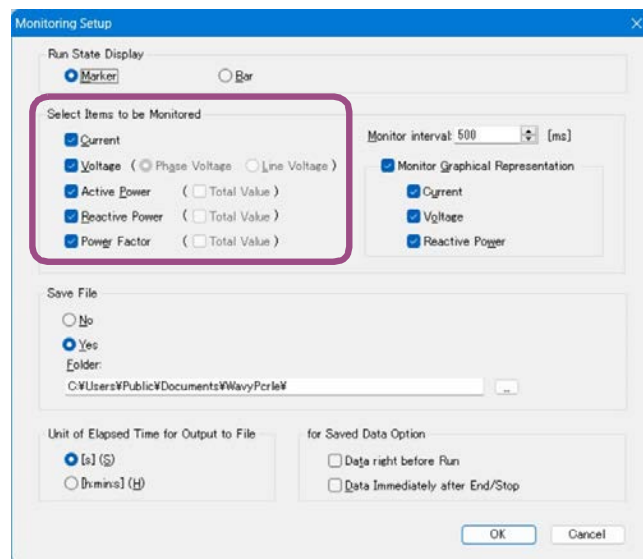 Monitoring Setup
Run State Display
Marker
Bar
Select Items to be Monitored
Current
Voltage ( Phase Voltage Line Voltage )
Active Power ( Total Value )
Reactive Power ( Total Value )
Power Factor ( Total Value )
Monitor interval: 500 [ms]
Monitor Graphical Representation
Current
Voltage
Reactive Power
Save File
No
Yes
Folder:
C:¥Users¥Public¥Documents¥WavyPcrle¥
...
Unit of Elapsed Time for Output to File
[s] (S)
[h:min:s] (H)
for Saved Data Option
Data right before Run
Data Immediately after End/Stop
OK
Cancel